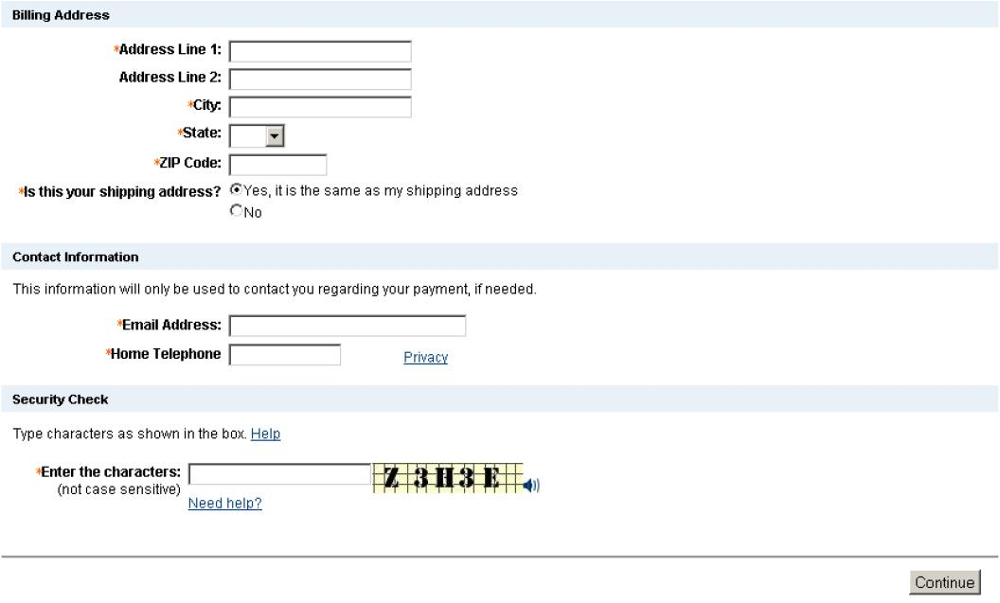 Billing Address
*Address Line 1:
Address Line 2:
*City:
*State:
*ZIP Code:
*Is this your shipping address? Yes, it is the same as my shipping address
No
Contact Information
This information will only be used to contact you regarding your payment, if needed.
*Email Address:
*Home Telephone Privacy
Security Check
Type characters as shown in the box. Help
*Enter the characters: Z 3H3 E
(not case sensitive)
Need help?
Continue